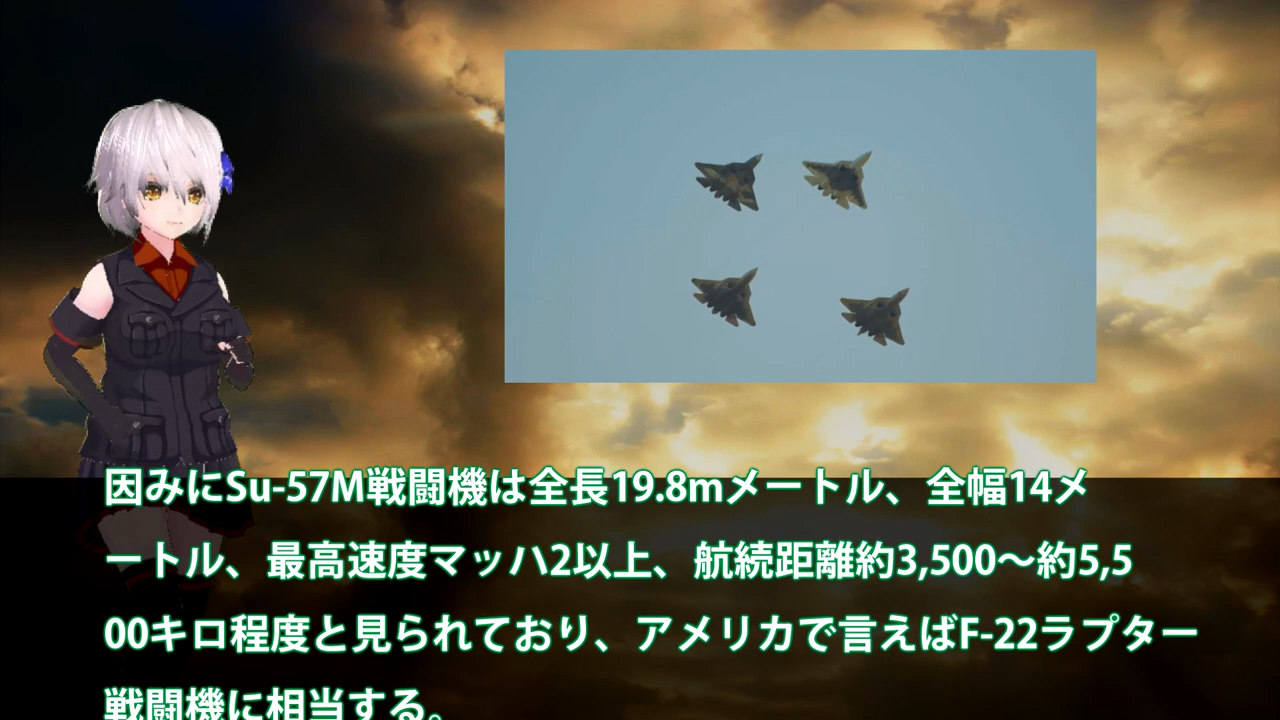 因みにSu-57M戦闘機は全長19.8mメートル、全幅14メ
ートル、最高速度マッハ2以上、航続距離約3,500～約5,5
00キロ程度と見られており、アメリカで言えばF-22ラプター
戦闘機に相当する。